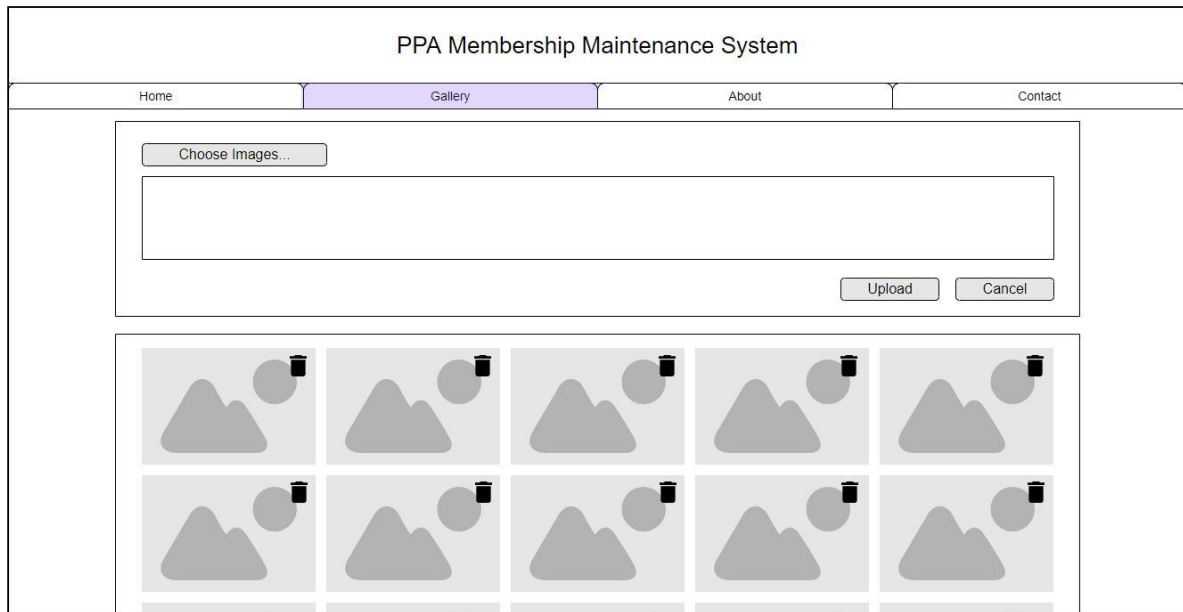 PPA Membership Maintenance System
Home Gallery About Contact
Choose Images...
Upload Cancel